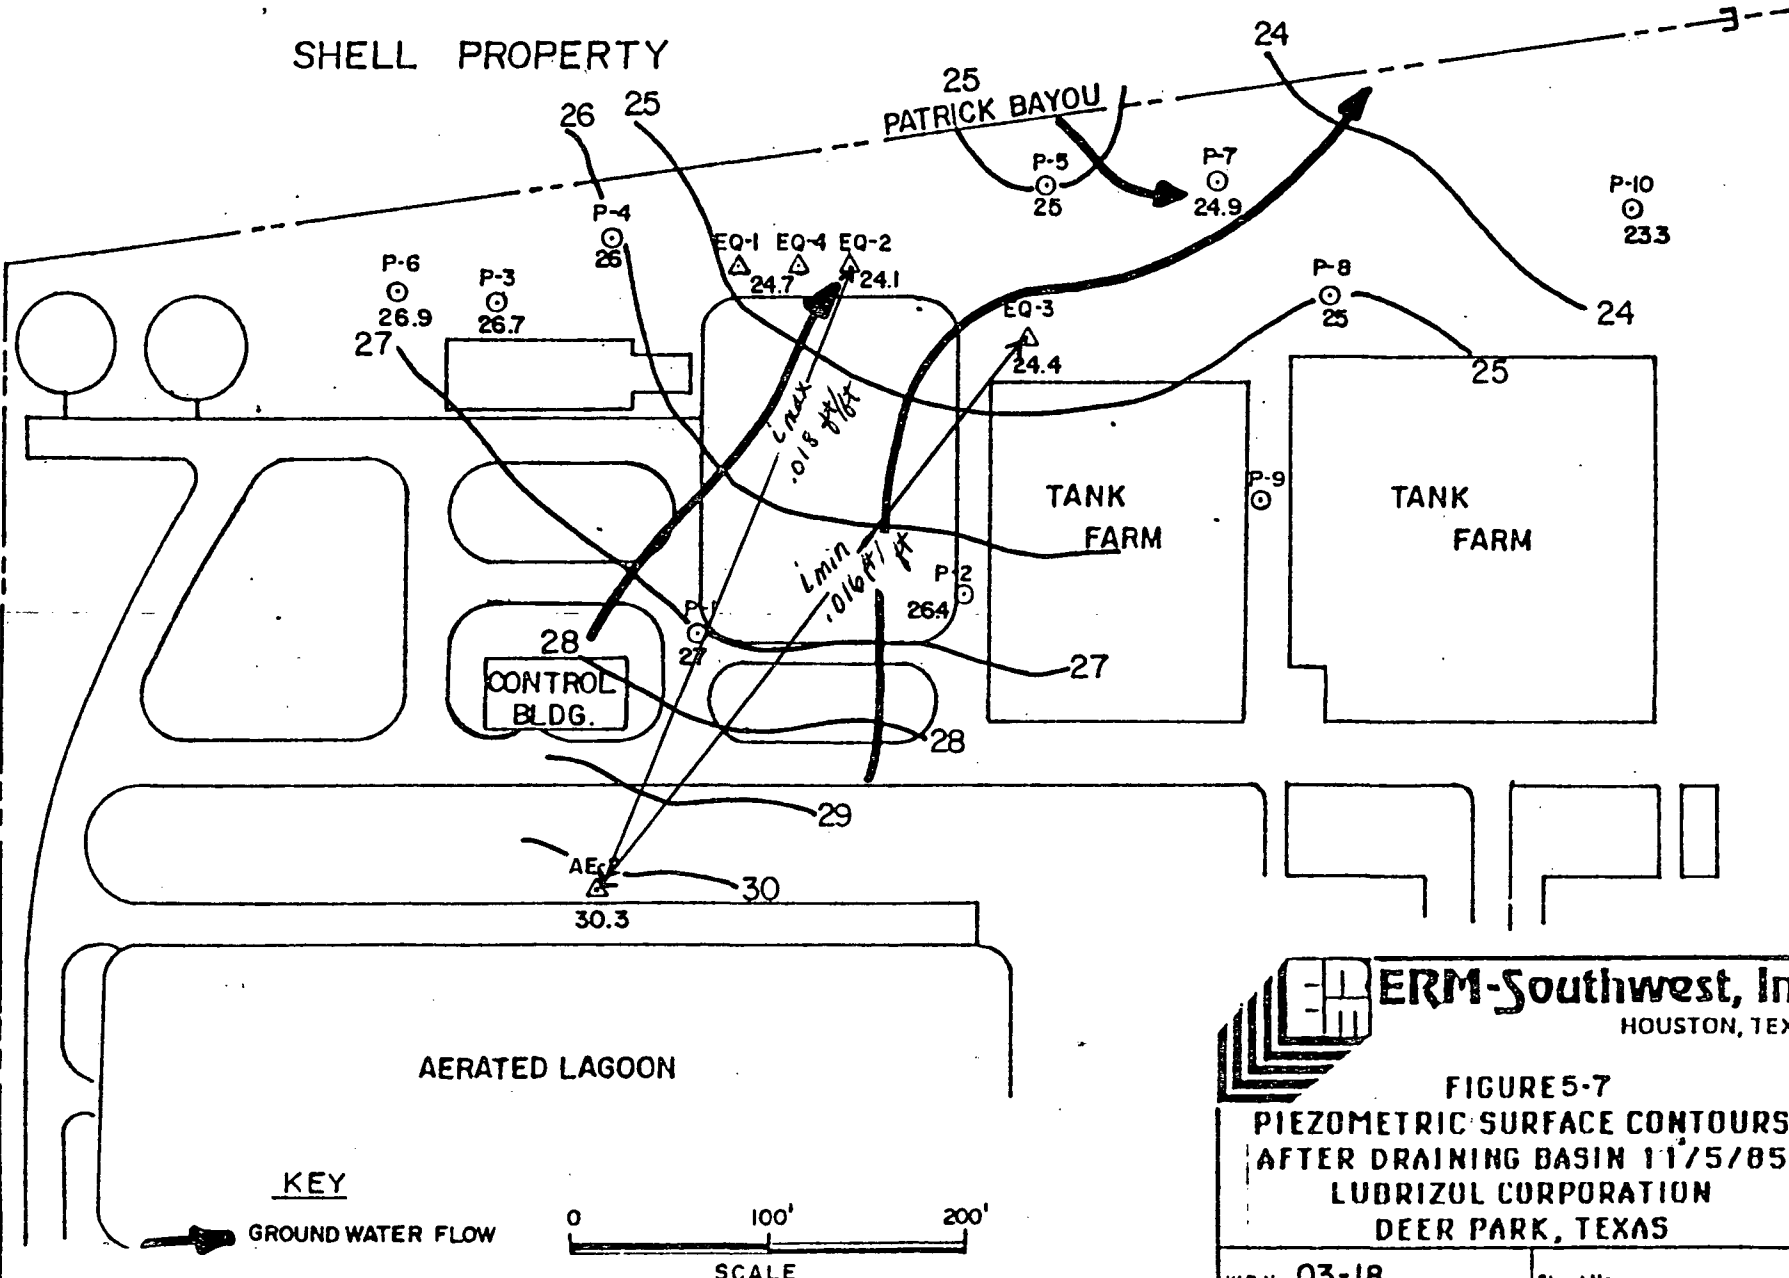 SHELL PROPERTY
24
25
PATRICK BAYOU
26
25
P-5
25
P-7
24.9
P-10
23.3
P-4
26
EQ-1
EQ-4
EQ-2
24.7
24.1
P-6
26.9
P-3
26.7
P-8
25
EQ-3
24.4
24
27
25
i max
.018 ft/ft
TANK
FARM
P-9
TANK
FARM
i min
.016 ft/ft
P-2
26.4
P-1
27
28
27
CONTROL
BLDG.
28
29
30
30.3
ERM-Southwest,
HOUSTON,
AERATED LAGOON
FIGURE 5-7
PIEZOMETRIC SURFACE CONTOURS
AFTER DRAINING BASIN 11/5/85
LUBRIZOL CORPORATION
DEER PARK, TEXAS
KEY
GROUND WATER FLOW
0
100'
200'
SCALE
03-18